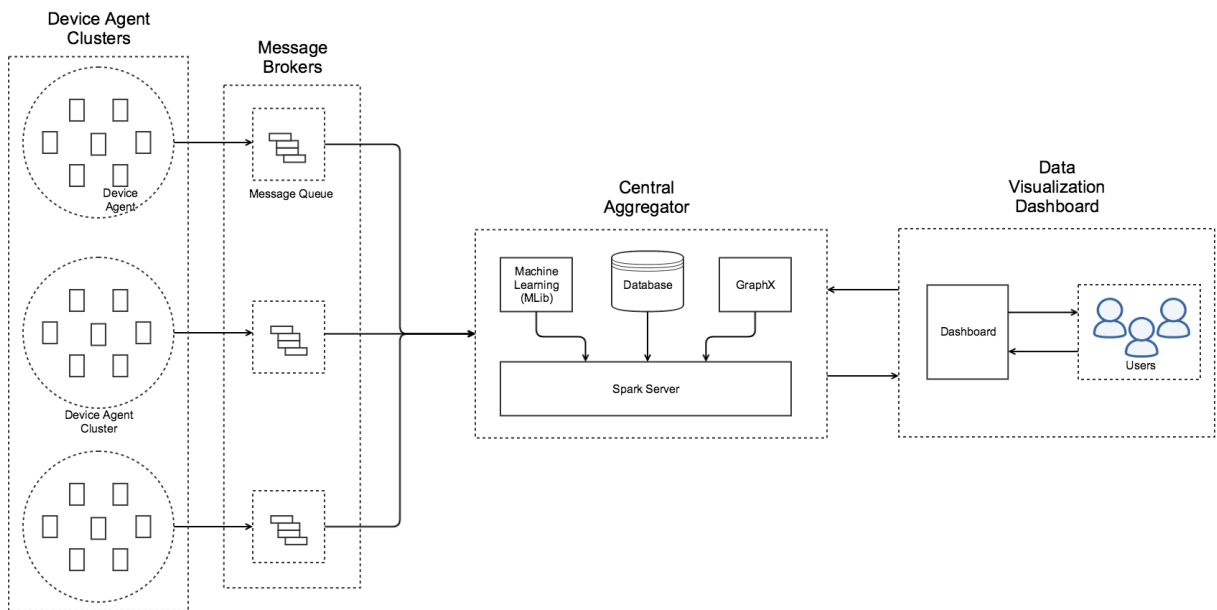 Device Agent
Clusters
Message
Brokers
Device
Agent
Message Queue
Device Agent
Cluster
Central
Aggregator
Machine
Learning
(MLib)
Database
GraphX
Spark Server
Data
Visualization
Dashboard
Dashboard
Users